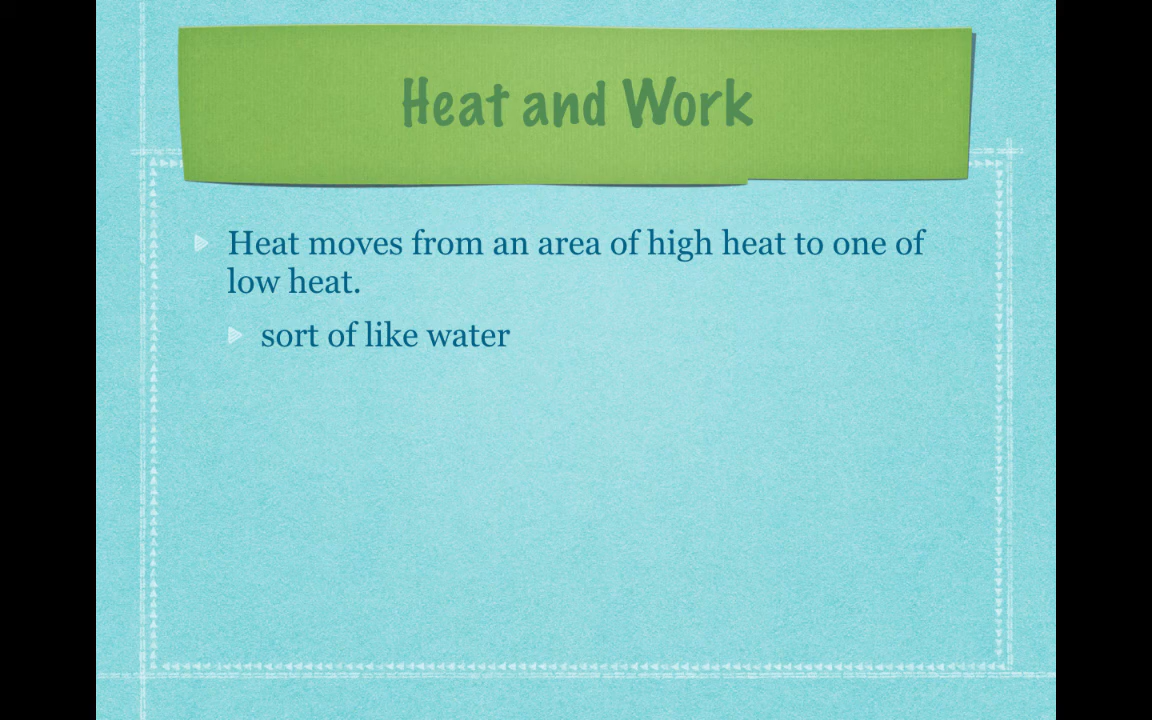 Heat and Work
Heat moves from an area of high heat to one of
low heat.
sort of like water